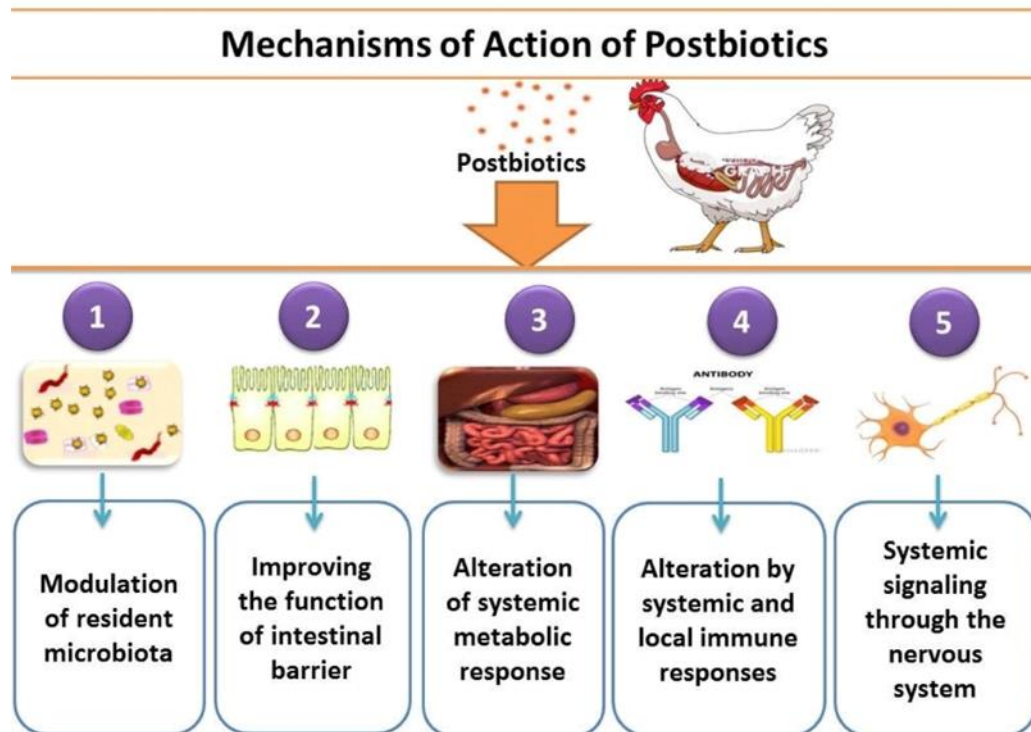 Mechanisms of Action of Postbiotics
Postbiotics
1
2
3
4
5
ANTIBODY
Modulation
of resident
microbiota
Improving
the function
of intestinal
barrier
Alteration
of systemic
metabolic
response
Alteration by
systemic and
local immune
responses
Systemic
signaling
through the
nervous
system